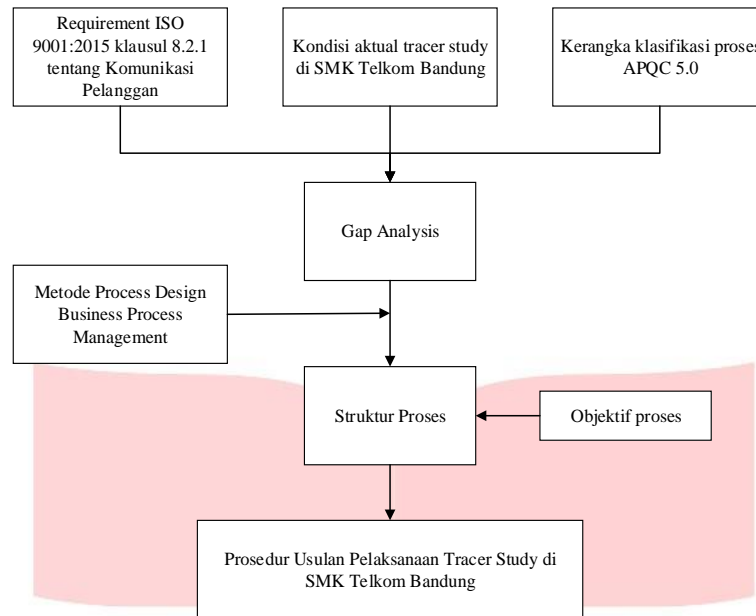 Requirement ISO
9001:2015 klausul 8.2.1
tentang Komunikasi
Pelanggan
Kondisi aktual tracer study
di SMK Telkom Bandung
Kerangka klasifikasi proses
APQC 5.0
Gap Analysis
Metode Process Design
Business Process
Management
Struktur Proses
Objektif proses
Prosedur Usulan Pelaksanaan Tracer Study di
SMK Telkom Bandung